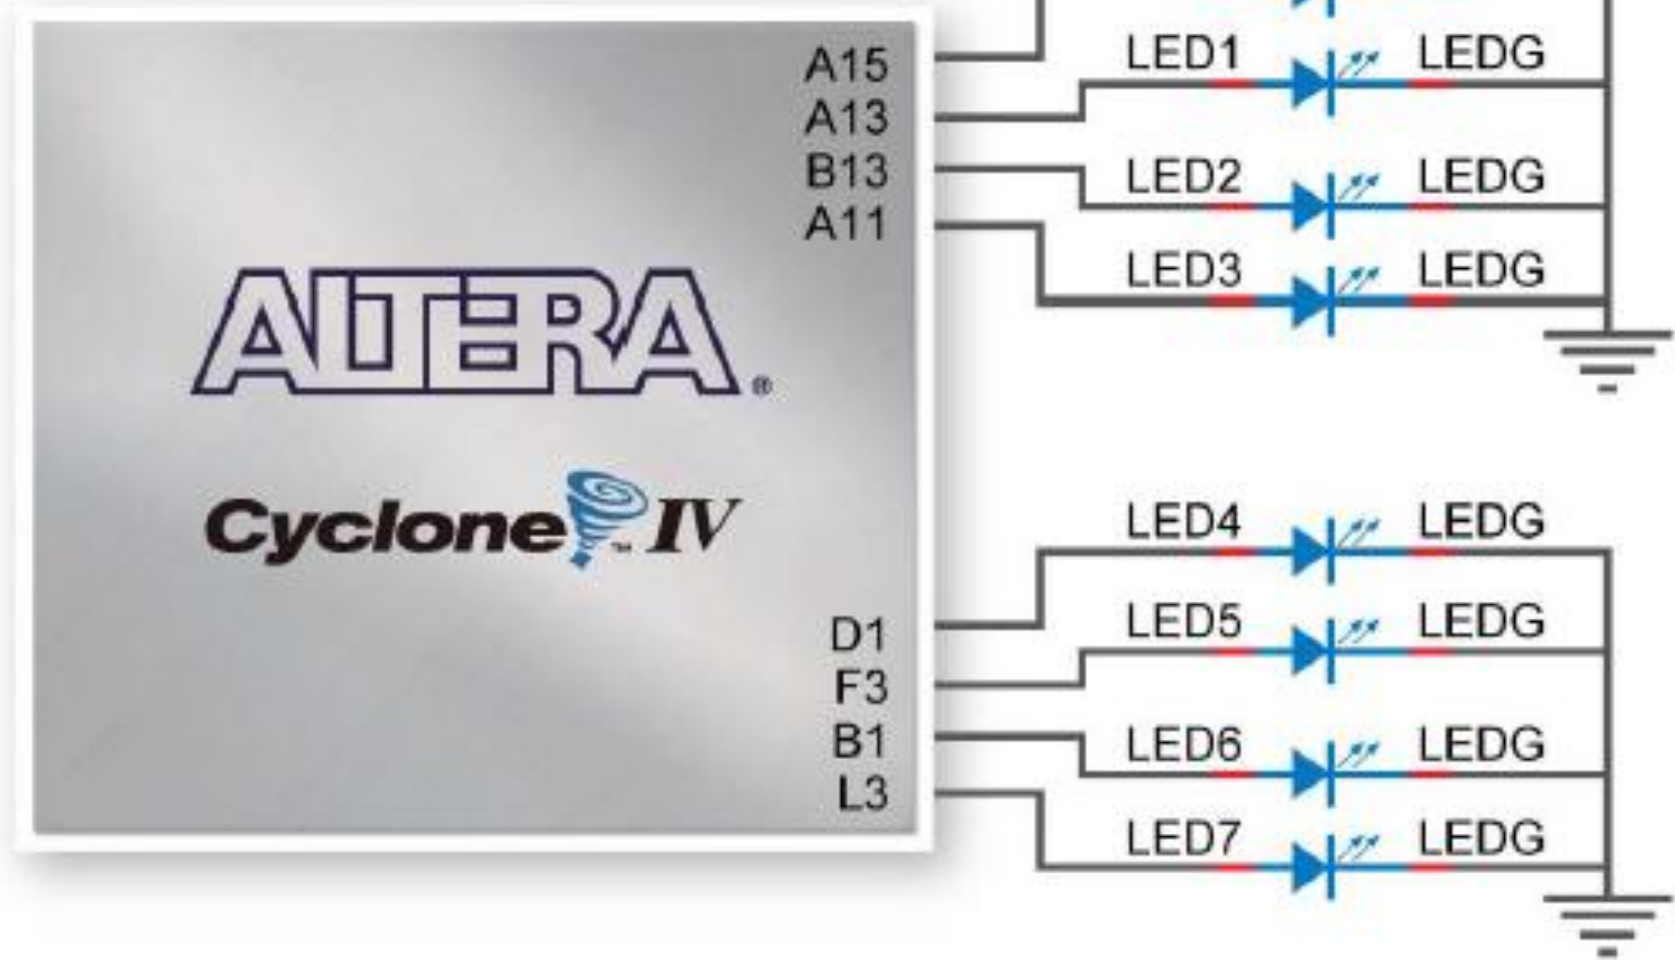 A15
LED1 LEDG
A13
B13
LED2 LEDG
A11
LED3 LEDG
ALTERA®
Cyclone™ IV
LED4 LEDG
D1
LED5 LEDG
F3
B1
LED6 LEDG
L3
LED7 LEDG